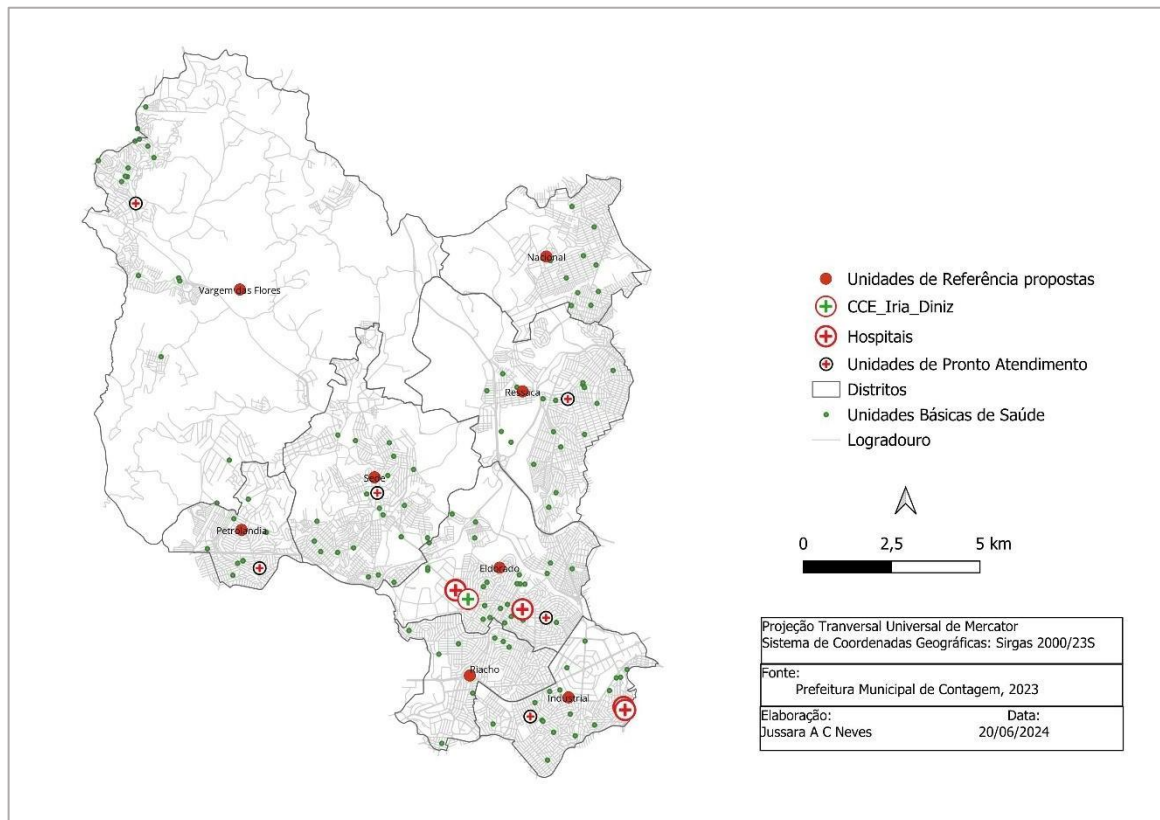 Nacional
Vargem das Flores
Ressaca
Sede
Petrolandia
Eldorado
Riacho
Industrial
Unidades de Referência propostas
CCE_Iria_Diniz
Hospitais
Unidades de Pronto Atendimento
Distritos
Unidades Básicas de Saúde
Logradouro
0 2,5 5 km
Projeção Tranversal Universal de Mercator
Sistema de Coordenadas Geográficas: Sirgas 2000/23S
Fonte:
Prefeitura Municipal de Contagem, 2023
Elaboração: Data:
Jussara A C Neves 20/06/2024